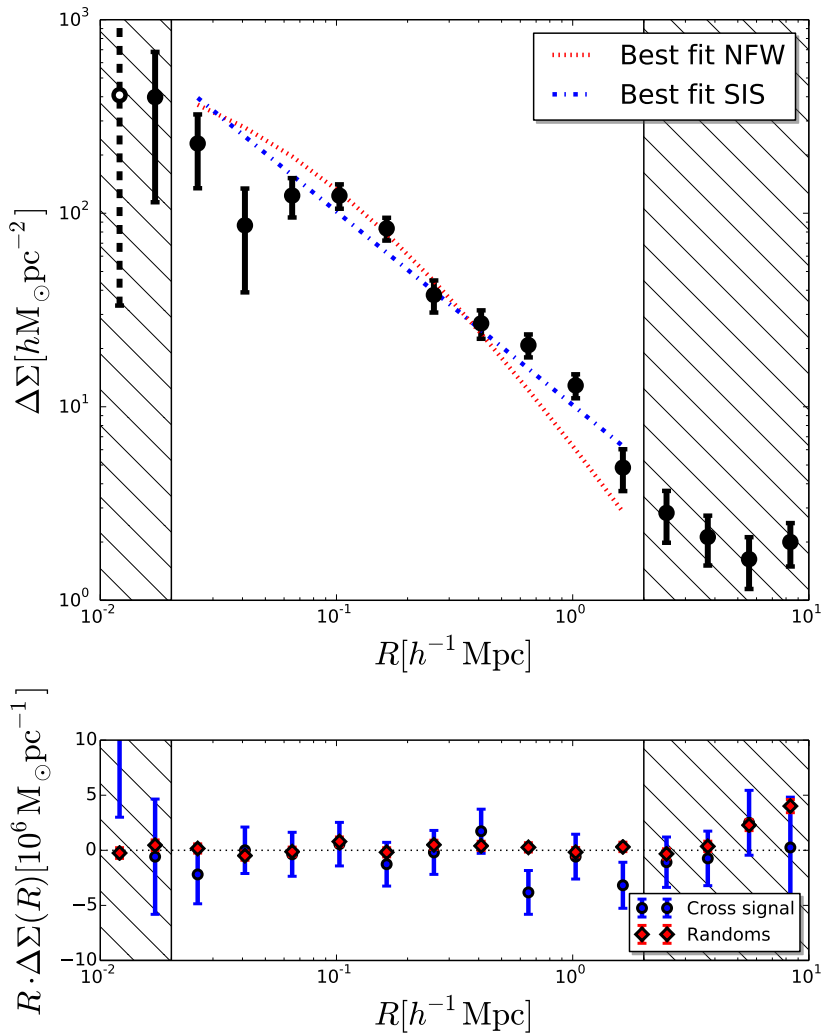 10³
Best fit NFW
Best fit SIS
10²
ΔΣ[hM⊙pc⁻²]
10¹
10⁰
10⁻² 10⁻¹ 10⁰ 10¹
R[h⁻¹ Mpc]
10
5
0
−5
−10
R·ΔΣ(R)[10⁶ M⊙pc⁻¹]
Cross signal
Randoms
10⁻² 10⁻¹ 10⁰ 10¹
R[h⁻¹ Mpc]